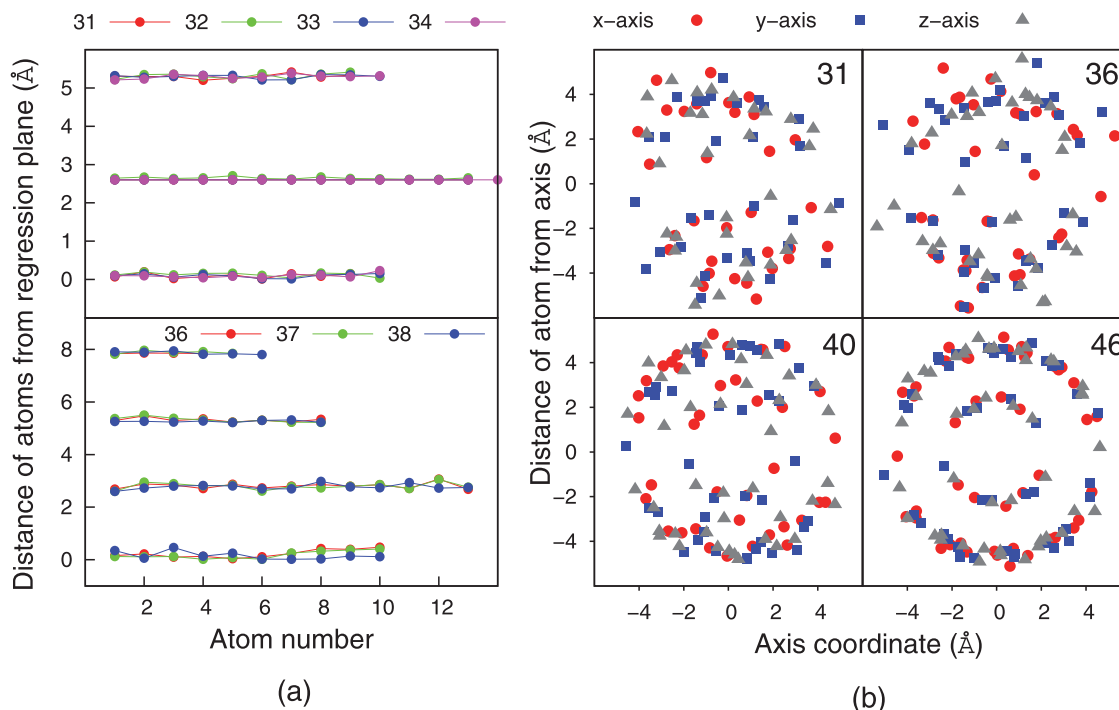 31 32 33 34
Distance of atoms from regression plane (Å)
5
4
3
2
1
0
36 37 38
8
6
4
2
0
2 4 6 8 10 12
Atom number
(a)
x−axis y−axis z−axis
Distance of atom from axis (Å)
31 36
4
2
0
−2
−4
40 46
4
2
0
−2
−4
−4 −2 0 2 4 −4 −2 0 2 4
Axis coordinate (Å)
(b)